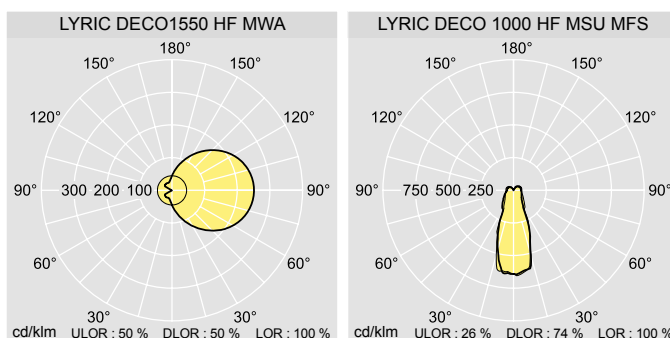 LYRIC DECO1550 HF MWA
180°
150° 150°
120° 120°
90° 300 200 100 90°
60° 60°
30° 30°
cd/klm ULOR : 50 % DLOR : 50 % LOR : 100 %
LYRIC DECO 1000 HF MSU MFS
180°
150° 150°
120° 120°
90° 750 500 250 90°
60° 60°
30° 30°
cd/klm ULOR : 26 % DLOR : 74 % LOR : 100 %